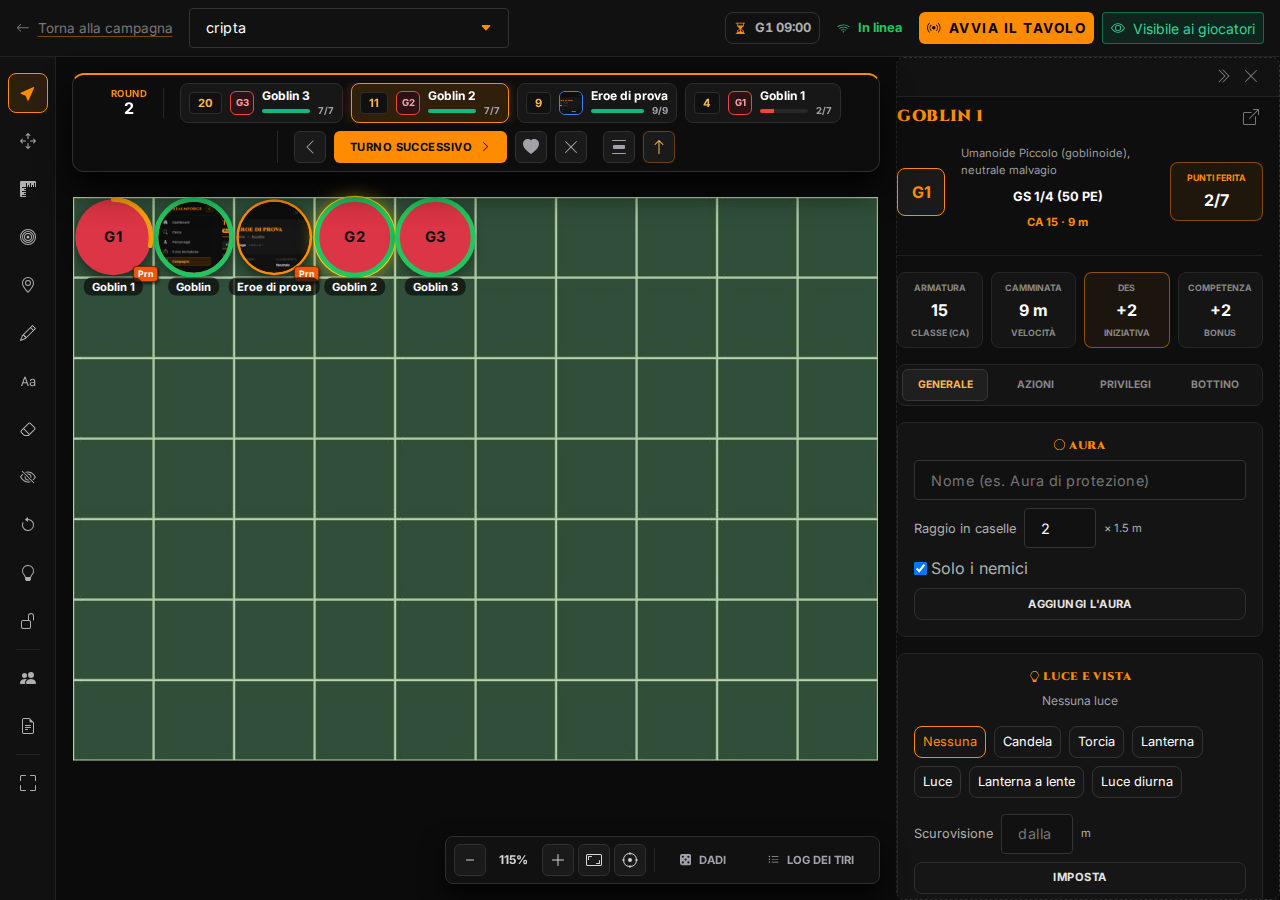 Torna alla campagna
cripta
G1 09:00
In linea
AVVIA IL TAVOLO
Visibile ai giocatori
ROUND
2
20 G3 Goblin 3 7/7
11 G2 Goblin 2 7/7
9 Eroe di prova 9/9
4 G1 Goblin 1 2/7
TURNO SUCCESSIVO
Aa
G1
EROE DI PROVA
G2
G3
Prn
Prn
Goblin 1
Goblin
Eroe di prova
Goblin 2
Goblin 3
115%
DADI
LOG DEI TIRI
GOBLIN 1
G1
Umanoide Piccolo (goblinoide),
neutrale malvagio
GS 1/4 (50 PE)
CA 15 · 9 m
PUNTI FERITA
2/7
ARMATURA
15
CLASSE (CA)
CAMMINATA
9 m
VELOCITÀ
DES
+2
INIZIATIVA
COMPETENZA
+2
BONUS
GENERALE
AZIONI
PRIVILEGI
BOTTINO
AURA
Nome (es. Aura di protezione)
Raggio in caselle 2 × 1.5 m
Solo i nemici
AGGIUNGI L'AURA
LUCE E VISTA
Nessuna luce
Nessuna
Candela
Torcia
Lanterna
Luce
Lanterna a lente
Luce diurna
Scurovisione dalla m
IMPOSTA